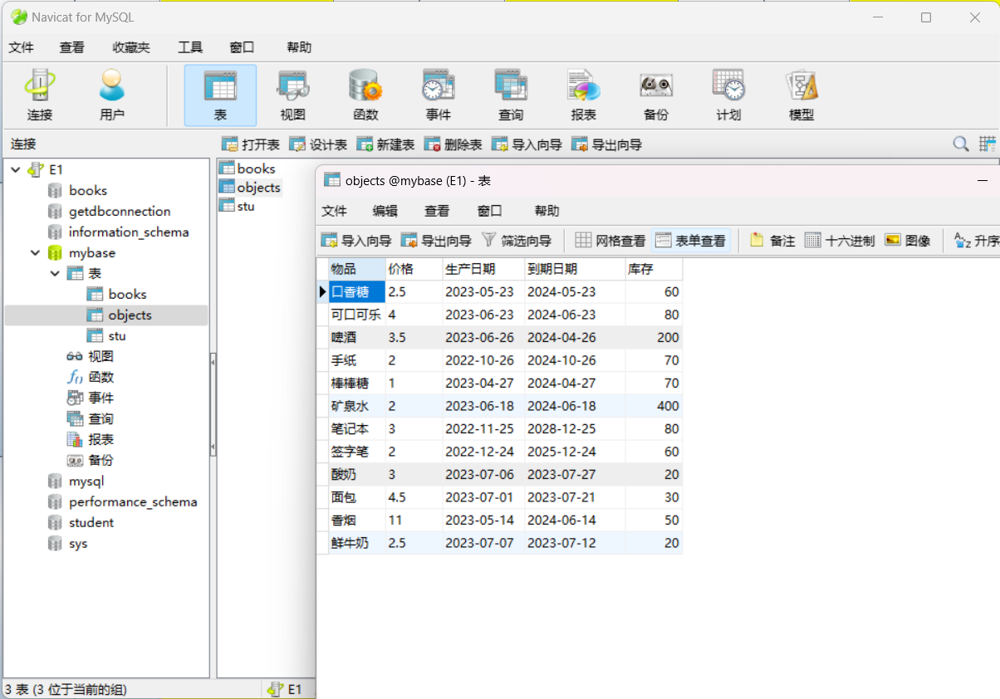 Navicat for MySQL
文件 查看 收藏夹 工具 窗口 帮助
连接 用户 表 视图 函数 事件 查询 报表 备份 计划 模型
连接 打开表 设计表 新建表 删除表 导入向导 导出向导
E1
books
getdbconnection
information_schema
mybase
表
books
objects
stu
视图
函数
事件
查询
报表
备份
mysql
performance_schema
student
sys
books
objects
stu
objects @mybase (E1) - 表
文件 编辑 查看 窗口 帮助
导入向导 导出向导 筛选向导 网格查看 表单查看 备注 十六进制 图像 升序
物品 价格 生产日期 到期日期 库存
口香糖 2.5 2023-05-23 2024-05-23 60
可口可乐 4 2023-06-23 2024-06-23 80
啤酒 3.5 2023-06-26 2024-04-26 200
手纸 2 2022-10-26 2024-10-26 70
棒棒糖 1 2023-04-27 2024-04-27 70
矿泉水 2 2023-06-18 2024-06-18 400
笔记本 3 2022-11-25 2028-12-25 80
签字笔 2 2022-12-24 2025-12-24 60
酸奶 3 2023-07-06 2023-07-27 20
面包 4.5 2023-07-01 2023-07-21 30
香烟 11 2023-05-14 2024-06-14 50
鲜牛奶 2.5 2023-07-07 2023-07-12 20
3 表 (3 位于当前的组) E1